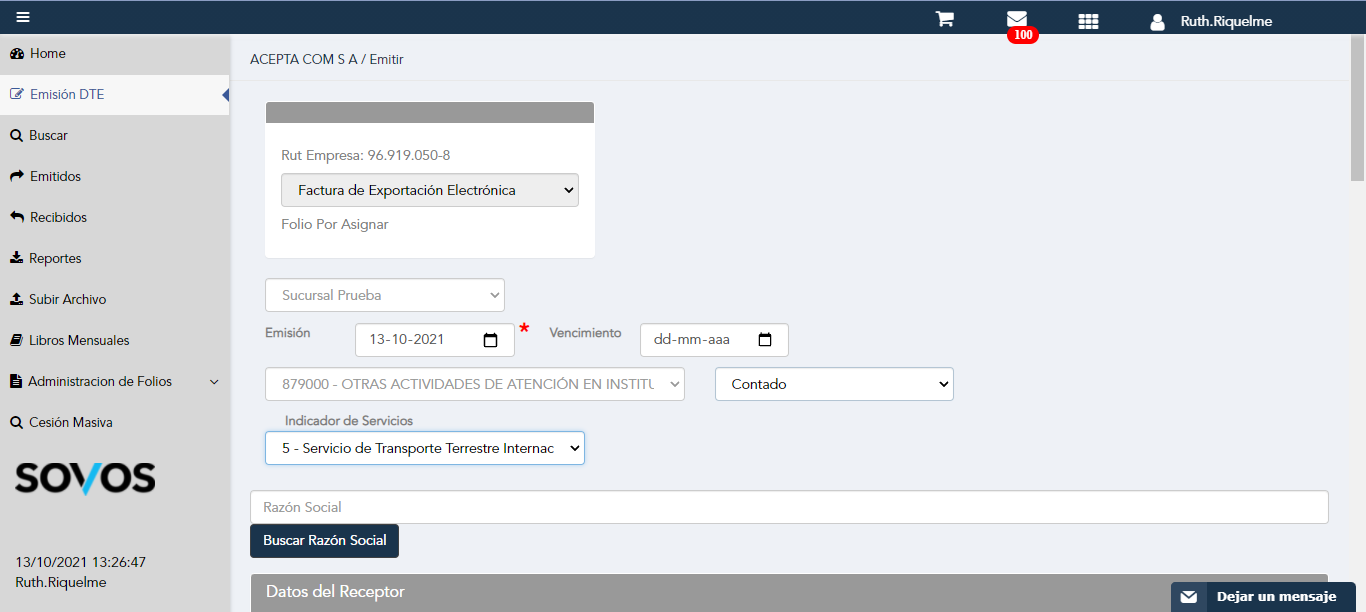 100
Ruth.Riquelme
Home
Emisión DTE
Buscar
Emitidos
Recibidos
Reportes
Subir Archivo
Libros Mensuales
Administracion de Folios
Cesión Masiva
SOVOS
13/10/2021 13:26:47
Ruth.Riquelme
ACEPTA COM S A / Emitir
Rut Empresa: 96.919.050-8
Factura de Exportación Electrónica
Folio Por Asignar
Sucursal Prueba
Emisión 13-10-2021 * Vencimiento dd-mm-aaa
879000 - OTRAS ACTIVIDADES DE ATENCIÓN EN INSTITU Contado
Indicador de Servicios
5 - Servicio de Transporte Terrestre Internac
Razón Social
Buscar Razón Social
Datos del Receptor
Dejar un mensaje